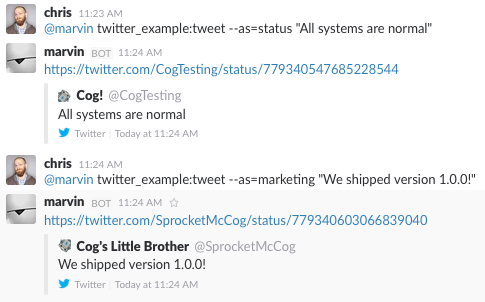 chris 11:23 AM
@marvin twitter_example:tweet --as=status "All systems are normal"
marvin BOT 11:24 AM
https://twitter.com/CogTesting/status/779340547685228544
Cog! @CogTesting
All systems are normal
Twitter Today at 11:24 AM
chris 11:24 AM
@marvin twitter_example:tweet --as=marketing "We shipped version 1.0.0!"
marvin BOT 11:24 AM ☆
https://twitter.com/SprocketMcCog/status/779340603066839040
Cog's Little Brother @SprocketMcCog
We shipped version 1.0.0!
Twitter Today at 11:24 AM